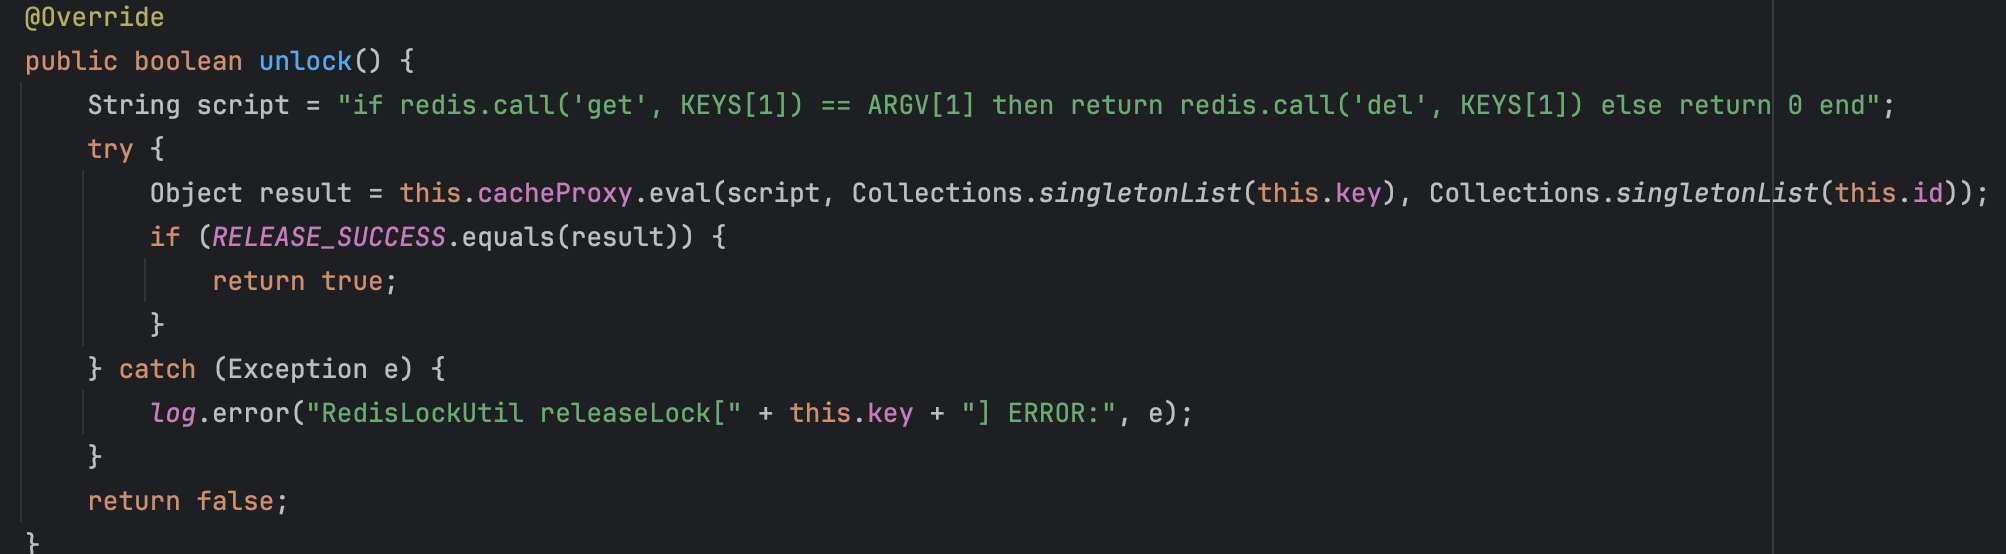 @Override
public boolean unlock() {
    String script = "if redis.call('get', KEYS[1]) == ARGV[1] then return redis.call('del', KEYS[1]) else return 0 end";
    try {
        Object result = this.cacheProxy.eval(script, Collections.singletonList(this.key), Collections.singletonList(this.id));
        if (RELEASE_SUCCESS.equals(result)) {
            return true;
        }
    } catch (Exception e) {
        log.error("RedisLockUtil releaseLock[" + this.key + "] ERROR:", e);
    }
    return false;
}